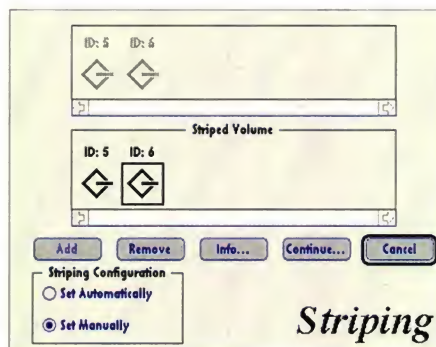 ID: 5 ID: 6
Striped Volume
ID: 5 ID: 6
Add Remove Info... Continue... Cancel
Striping Configuration
Set Automatically
Set Manually
Striping